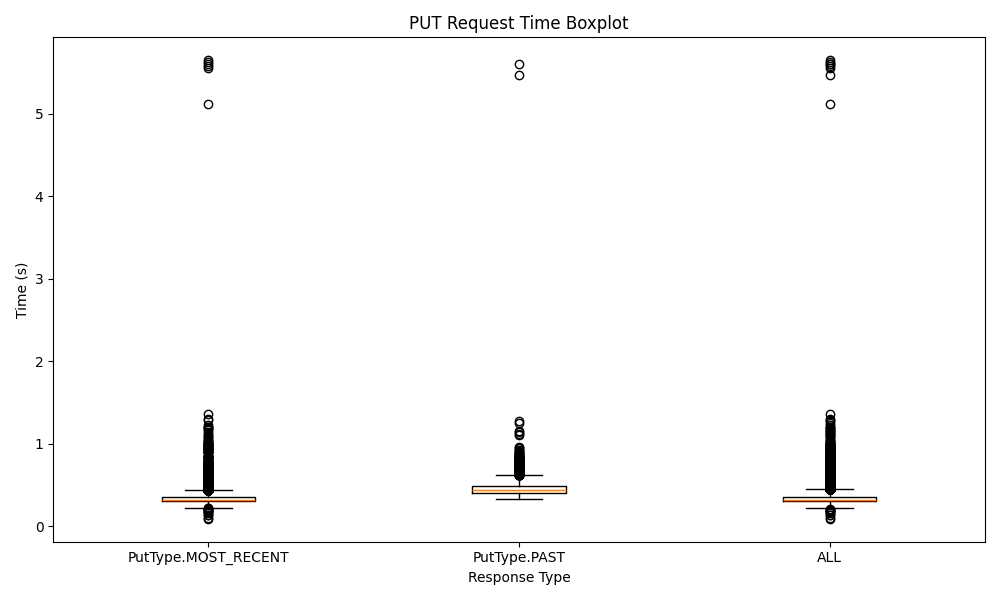 PUT Request Time Boxplot
Time (s)
5
4
3
2
1
0
PutType.MOST_RECENT
PutType.PAST
ALL
Response Type